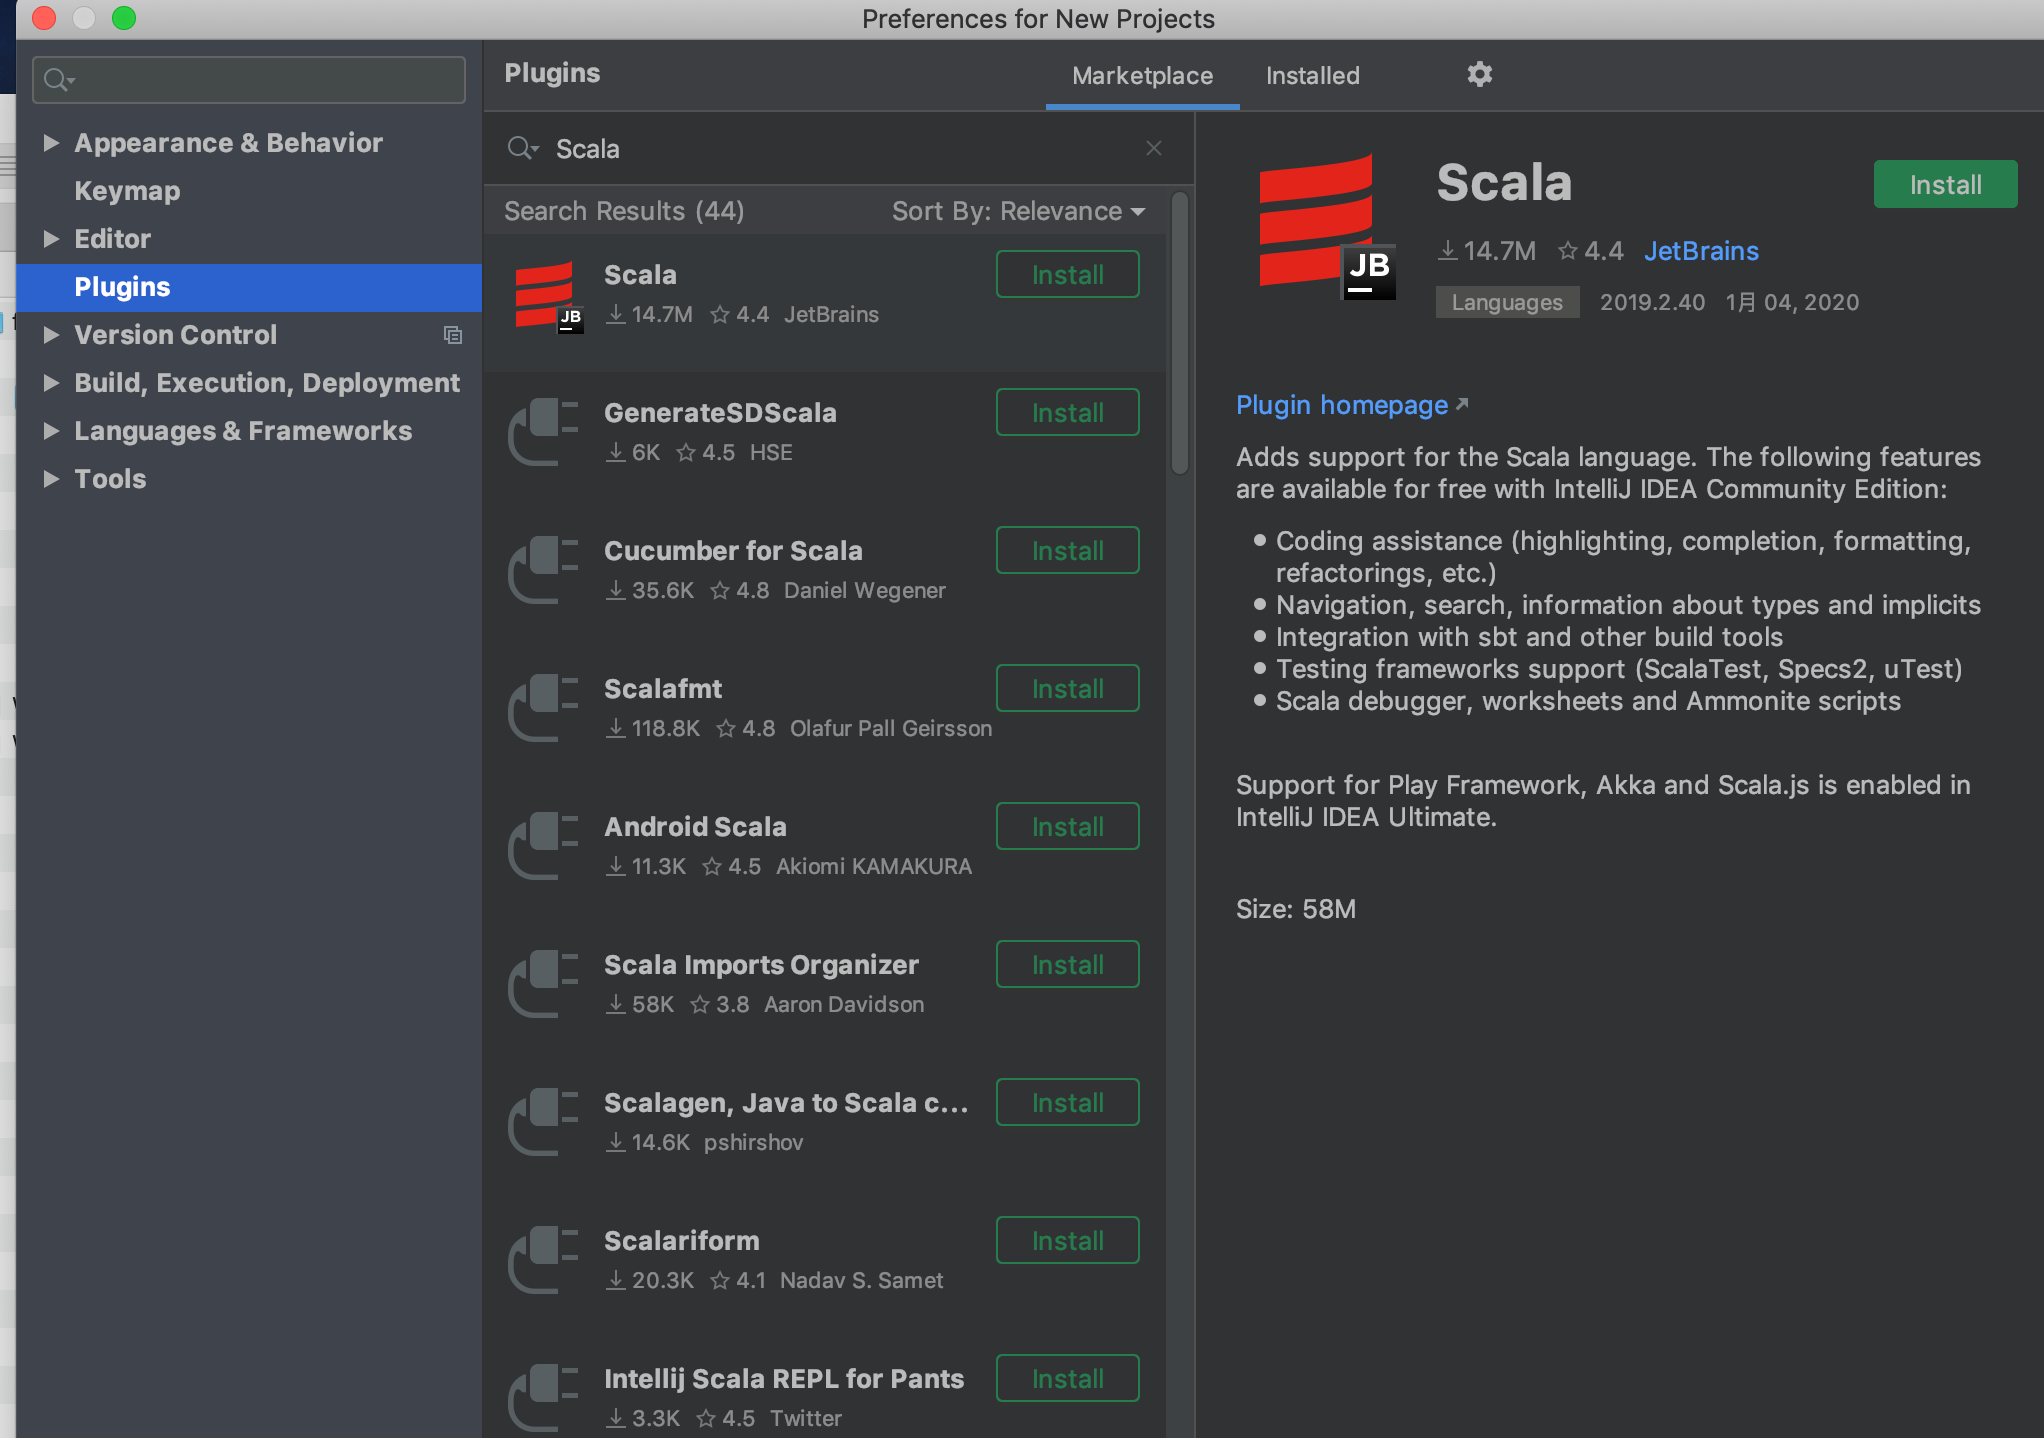 Preferences for New Projects
Appearance & Behavior
Keymap
Editor
Plugins
Version Control
Build, Execution, Deployment
Languages & Frameworks
Tools
Plugins
Marketplace
Installed
Scala
Search Results (44)
Sort By: Relevance
Scala
Install
14.7M 4.4 JetBrains
JB
GenerateSDScala
Install
6K 4.5 HSE
Cucumber for Scala
Install
35.6K 4.8 Daniel Wegener
Scalafmt
Install
118.8K 4.8 Olafur Pall Geirsson
Android Scala
Install
11.3K 4.5 Akiomi KAMAKURA
Scala Imports Organizer
Install
58K 3.8 Aaron Davidson
Scalagen, Java to Scala c...
Install
14.6K pshirshov
Scalariform
Install
20.3K 4.1 Nadav S. Samet
Intellij Scala REPL for Pants
Install
3.3K 4.5 Twitter
JB
Scala
Install
14.7M 4.4 JetBrains
Languages 2019.2.40 1月 04, 2020
Plugin homepage
Adds support for the Scala language. The following features
are available for free with IntelliJ IDEA Community Edition:
Coding assistance (highlighting, completion, formatting,
refactorings, etc.)
Navigation, search, information about types and implicits
Integration with sbt and other build tools
Testing frameworks support (ScalaTest, Specs2, uTest)
Scala debugger, worksheets and Ammonite scripts
Support for Play Framework, Akka and Scala.js is enabled in
IntelliJ IDEA Ultimate.
Size: 58M